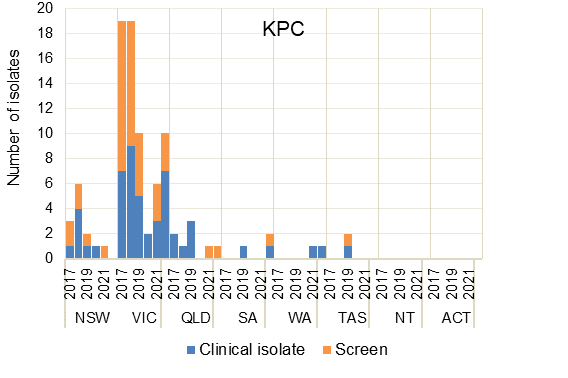 KPC
Number of isolates
20
18
16
14
12
10
8
6
4
2
0
2017 2019 2021 2017 2019 2021 2017 2019 2021 2017 2019 2021 2017 2019 2021 2017 2019 2021 2017 2019 2021 2017 2019 2021
NSW VIC QLD SA WA TAS NT ACT
Clinical isolate Screen